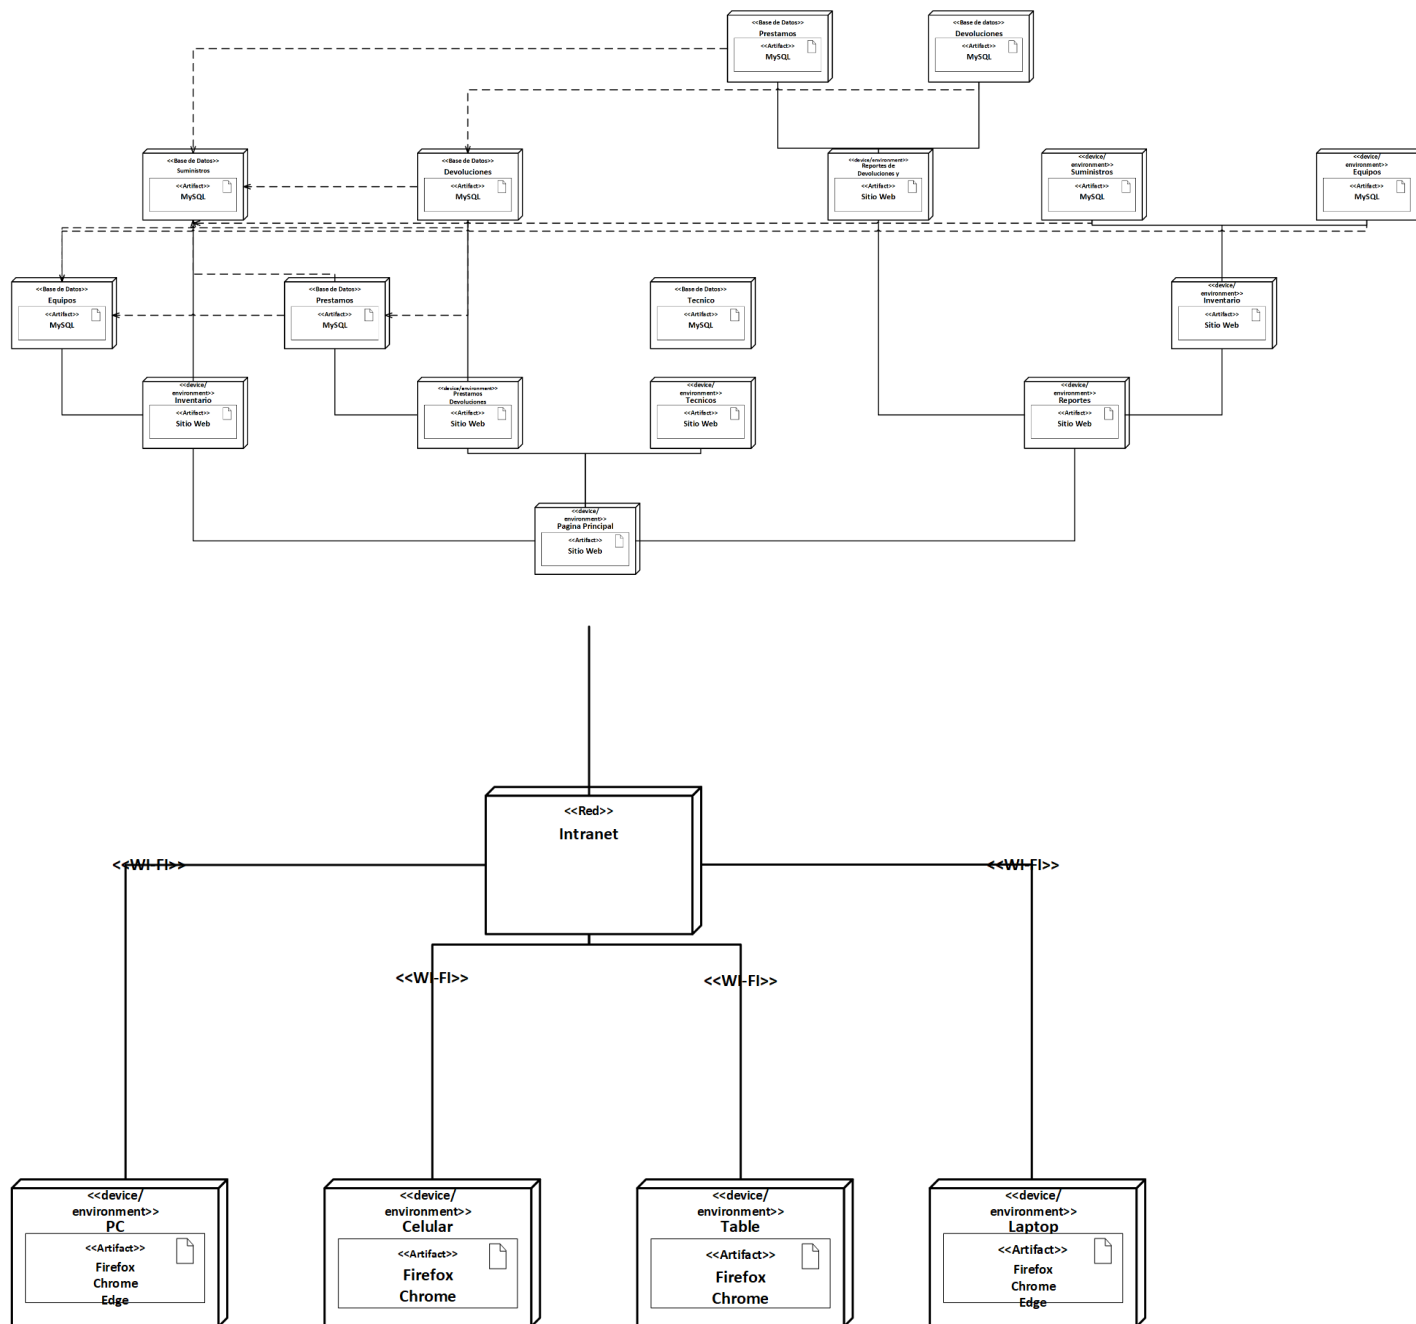 <<Base de Datos>>
Prestamos
<<Artifact>>
MySQL
<<Base de datos>>
Devoluciones
<<Artifact>>
MySQL
<<Base de Datos>>
Suministros
<<Artifact>>
MySQL
<<Base de Datos>>
Devoluciones
<<Artifact>>
MySQL
<<device/environment>>
Reportes de
Devoluciones y
<<Artifact>>
Sitio Web
<<device/
environment>>
Suministros
<<Artifact>>
MySQL
<<device/
environment>>
Equipos
<<Artifact>>
MySQL
<<Base de Datos>>
Equipos
<<Artifact>>
MySQL
<<Base de Datos>>
Prestamos
<<Artifact>>
MySQL
<<Base de Datos>>
Tecnico
<<Artifact>>
MySQL
<<device/
environment>>
Inventario
<<Artifact>>
Sitio Web
<<device/
environment>>
Inventario
<<Artifact>>
Sitio Web
<<device/environment>>
Prestamos
Devoluciones
<<Artifact>>
Sitio Web
<<device/
environment>>
Tecnicos
<<Artifact>>
Sitio Web
<<device/
environment>>
Reportes
<<Artifact>>
Sitio Web
<<device/
environment>>
Pagina Principal
<<Artifact>>
Sitio Web
<<Red>>
Intranet
<<WI-FI>>
<<WI-FI>>
<<WI-FI>>
<<WI-FI>>
<<device/
environment>>
PC
<<Artifact>>
Firefox
Chrome
Edge
<<device/
environment>>
Celular
<<Artifact>>
Firefox
Chrome
<<device/
environment>>
Table
<<Artifact>>
Firefox
Chrome
<<device/
environment>>
Laptop
<<Artifact>>
Firefox
Chrome
Edge